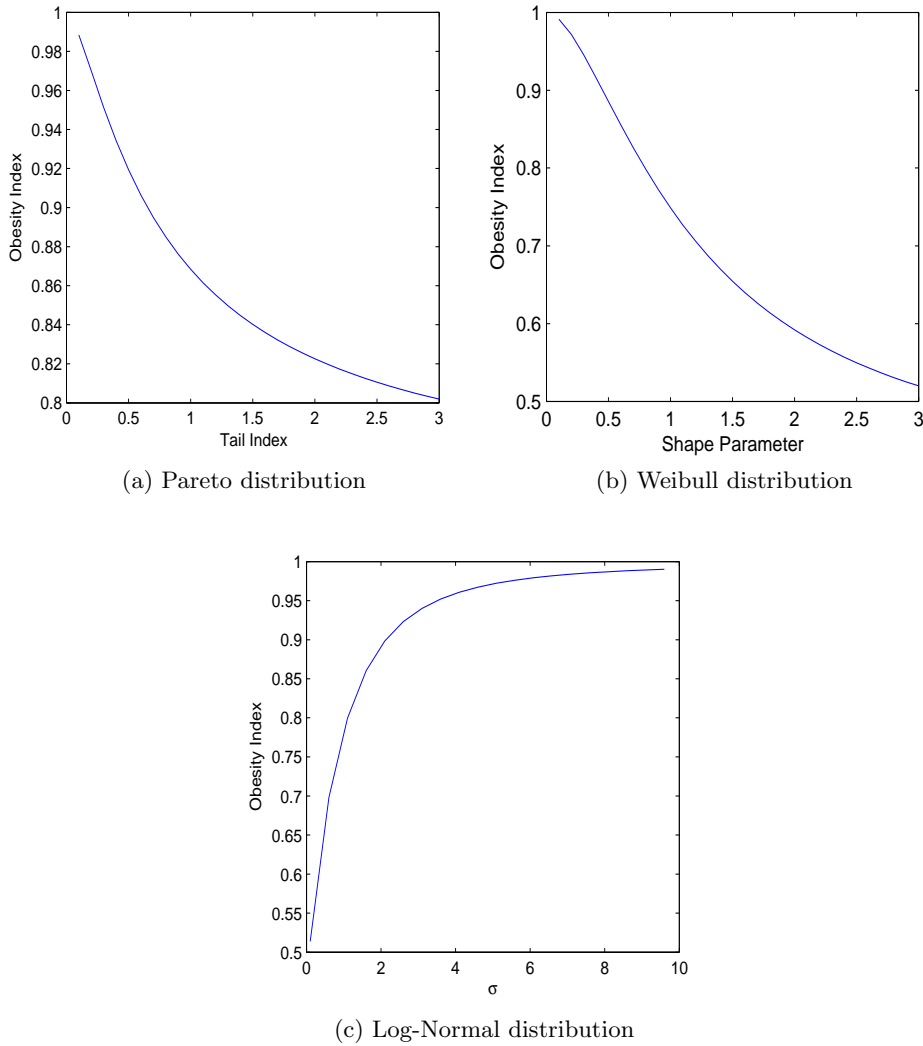 1
0.98
0.96
0.94
0.92
0.9
0.88
0.86
0.84
0.82
0.8
Obesity Index
0 0.5 1 1.5 2 2.5 3
Tail Index
(a) Pareto distribution
1
0.9
0.8
0.7
0.6
0.5
Obesity Index
0 0.5 1 1.5 2 2.5 3
Shape Parameter
(b) Weibull distribution
1
0.95
0.9
0.85
0.8
0.75
0.7
0.65
0.6
0.55
0.5
Obesity Index
0 2 4 6 8 10
σ
(c) Log-Normal distribution